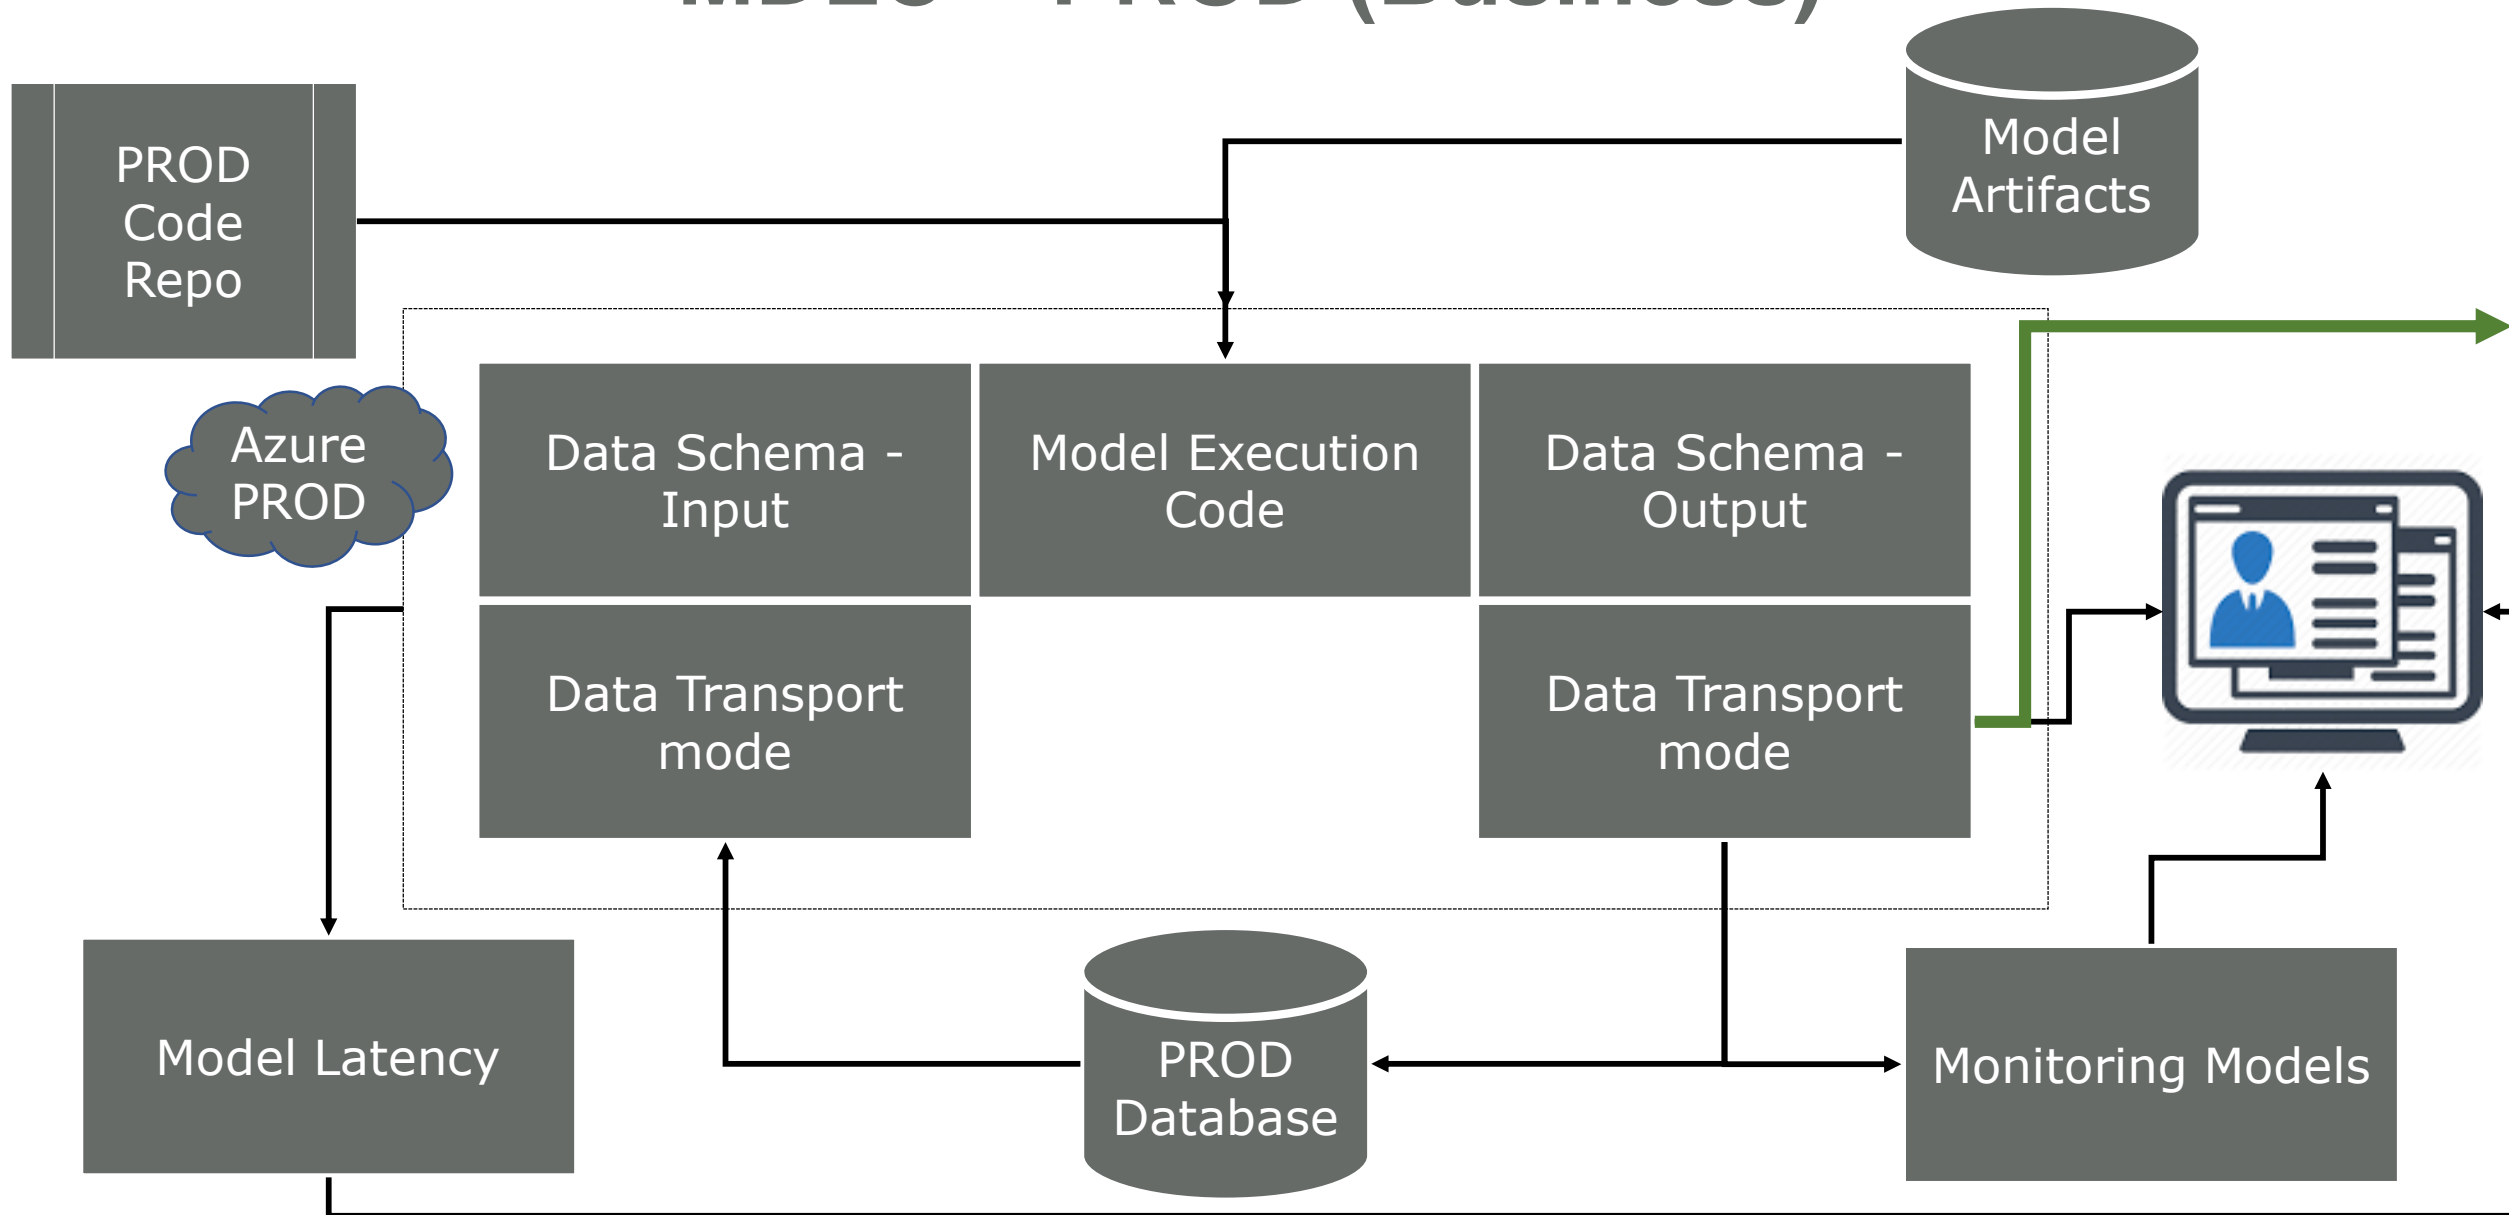 PROD
Code
Repo
Model
Artifacts
Azure
PROD
Data Schema -
Input
Model Execution
Code
Data Schema -
Output
Data Transport
mode
Data Transport
mode
Model Latency
PROD
Database
Monitoring Models